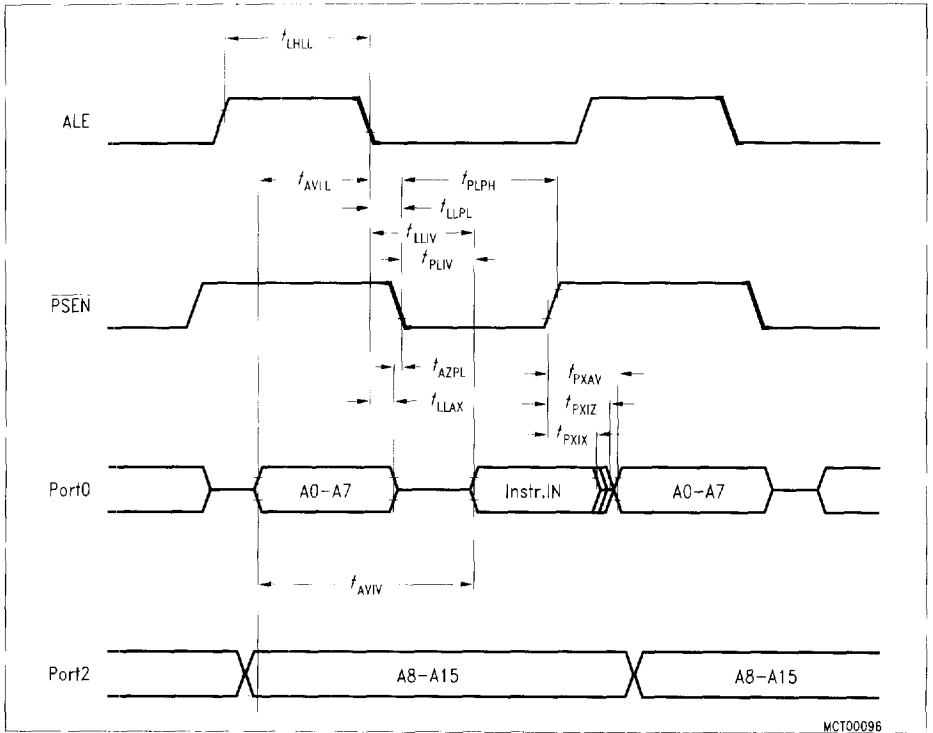 tLHLL
ALE
tAVLL
tPLPH
tLLPL
tLLIV
tPLIV
PSEN
tAZPL
tPXAV
tLLAX
tPXIZ
tPXIX
Port0
A0-A7
Instr.IN
A0-A7
tAVIV
Port2
A8-A15
A8-A15
MCT00096